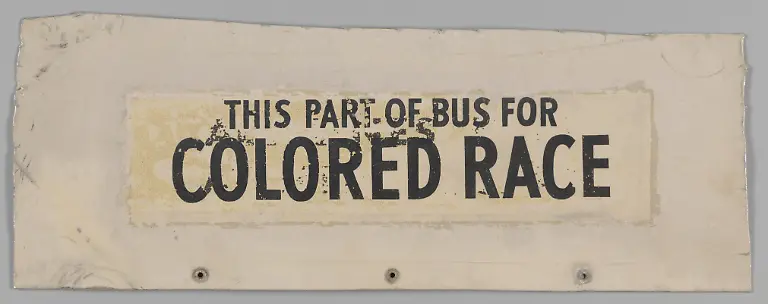 THIS PART OF BUS FOR
COLORED RACE